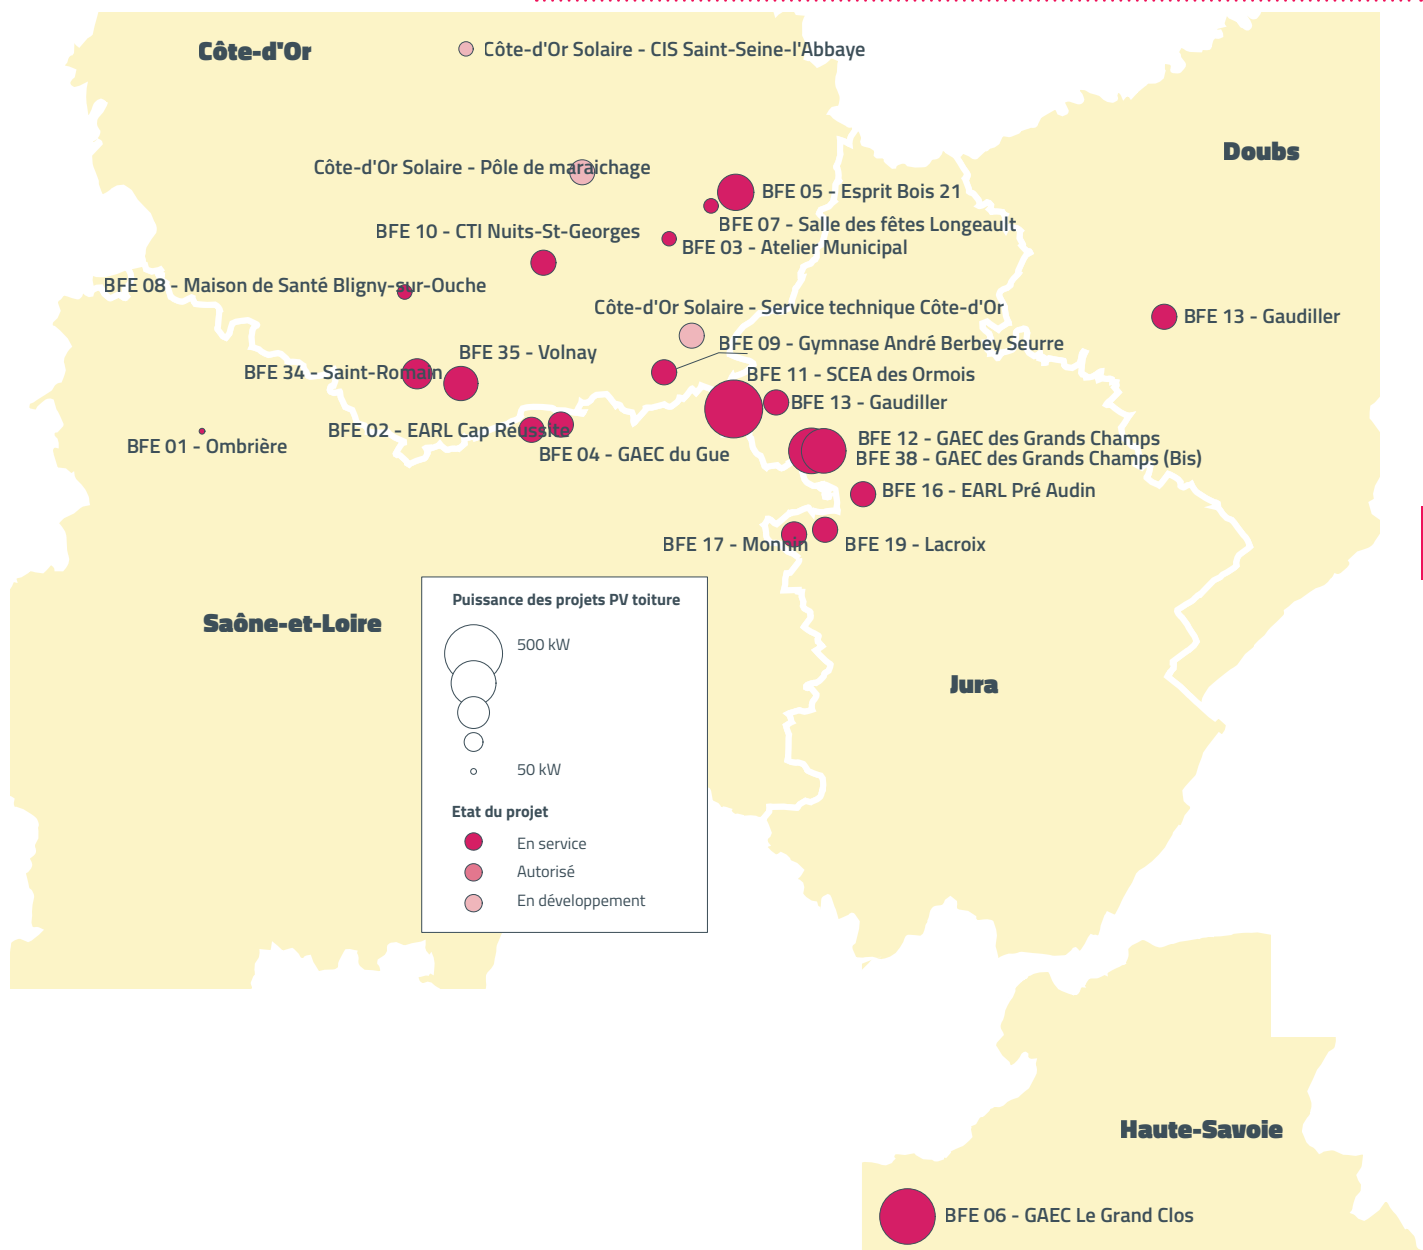 Côte-d'Or
Côte-d'Or Solaire - CIS Saint-Seine-l'Abbaye
Doubs
Côte-d'Or Solaire - Pôle de maraichage
BFE 05 - Esprit Bois 21
BFE 07 - Salle des fêtes Longeault
BFE 10 - CTI Nuits-St-Georges
BFE 03 - Atelier Municipal
BFE 08 - Maison de Santé Bligny-sur-Ouche
Côte-d'Or Solaire - Service technique Côte-d'Or
BFE 13 - Gaudiller
BFE 09 - Gymnase André Berbey Seurre
BFE 35 - Volnay
BFE 34 - Saint-Romain
BFE 11 - SCEA des Ormois
BFE 13 - Gaudiller
BFE 02 - EARL Cap Réussite
BFE 01 - Ombrière
BFE 12 - GAEC des Grands Champs
BFE 04 - GAEC du Gue
BFE 38 - GAEC des Grands Champs (Bis)
BFE 16 - EARL Pré Audin
BFE 17 - Monnin
BFE 19 - Lacroix
Saône-et-Loire
Puissance des projets PV toiture
500 kW
50 kW
Etat du projet
En service
Autorisé
En développement
Jura
Haute-Savoie
BFE 06 - GAEC Le Grand Clos